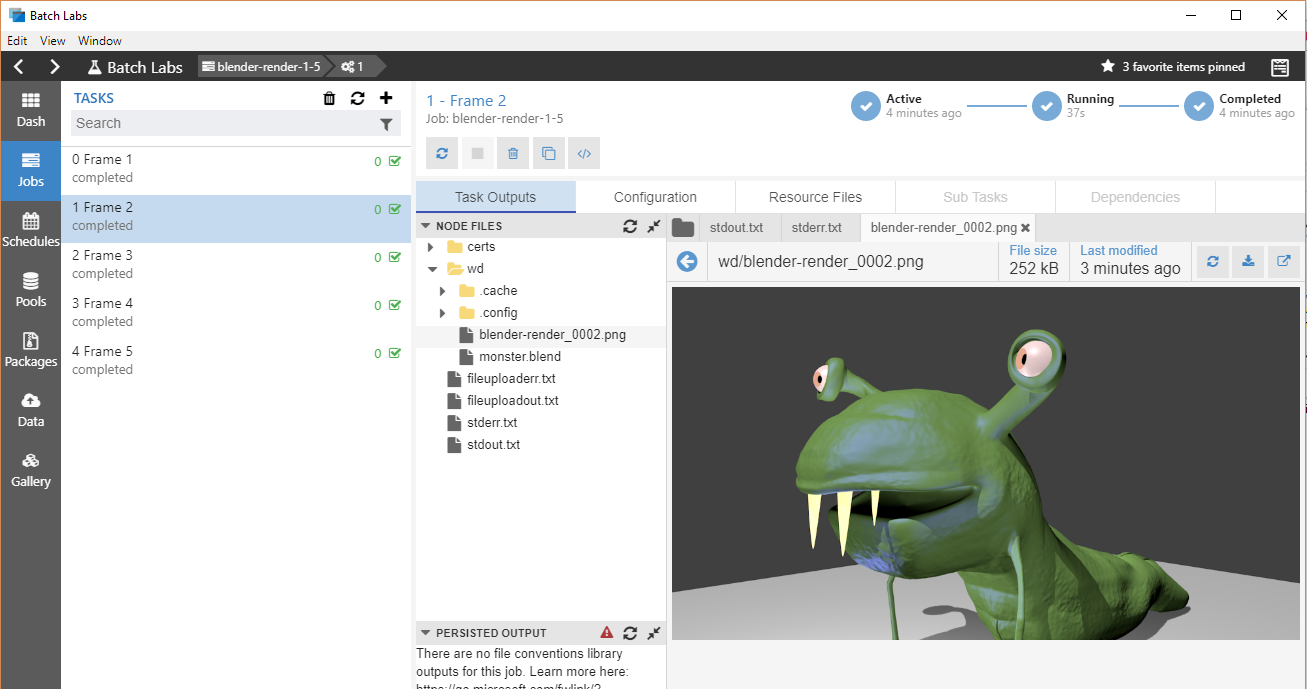 Batch Labs
Edit View Window
Batch Labs blender-render-1-5 1 3 favorite items pinned
Dash
Jobs
Schedules
Pools
Packages
Data
Gallery
TASKS
Search
0 Frame 1 0
completed
1 Frame 2 0
completed
2 Frame 3 0
completed
3 Frame 4 0
completed
4 Frame 5 0
completed
1 - Frame 2
Job: blender-render-1-5
Active
4 minutes ago
Running
37s
Completed
4 minutes ago
Task Outputs Configuration Resource Files Sub Tasks Dependencies
NODE FILES
certs
wd
.cache
.config
blender-render_0002.png
monster.blend
fileuploaderr.txt
fileuploadout.txt
stderr.txt
stdout.txt
PERSISTED OUTPUT
There are no file conventions library
outputs for this job. Learn more here:
stdout.txt stderr.txt blender-render_0002.png
wd/blender-render_0002.png
File size
252 kB
Last modified
3 minutes ago